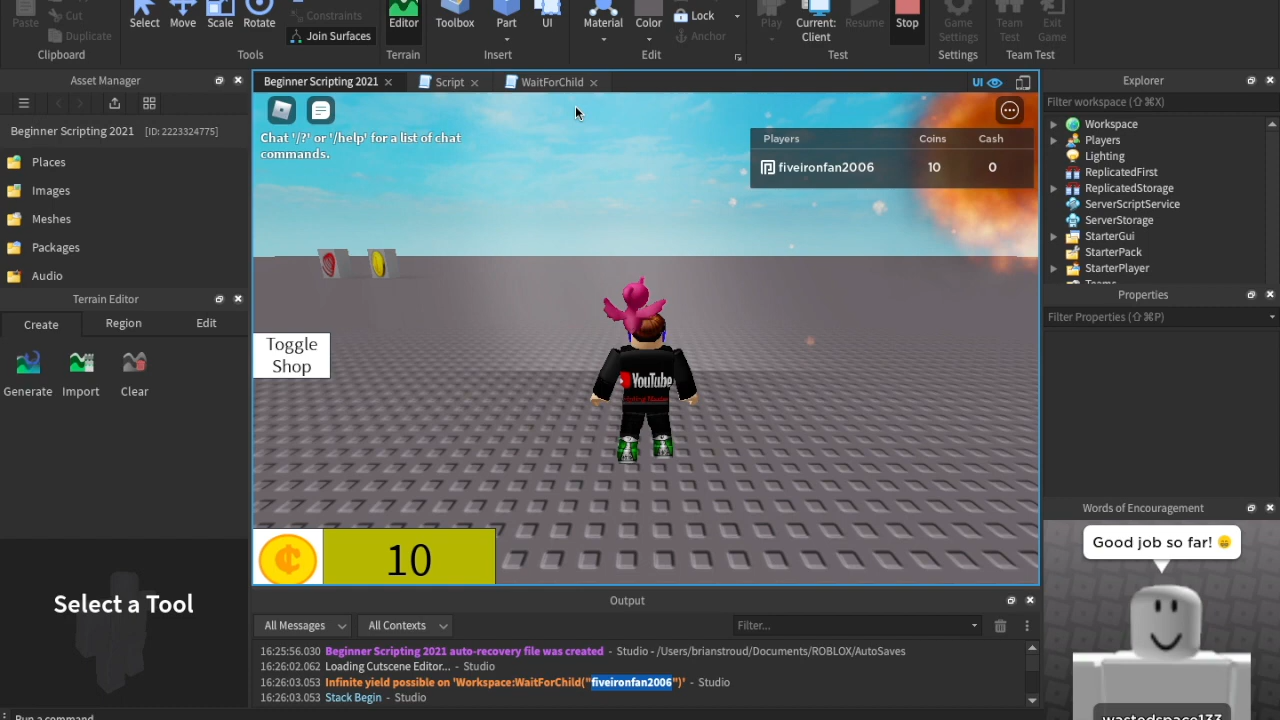 Paste
Cut
Duplicate
Clipboard
Select
Move
Scale
Rotate
Constraints
Join Surfaces
Tools
Editor
Terrain
Toolbox
Part
UI
Insert
Material
Color
Lock
Anchor
Edit
Play
Current:
Client
Resume
Stop
Test
Game
Settings
Settings
Team
Test
Exit
Game
Team Test
Asset Manager
Beginner Scripting 2021 [ID: 2223324775]
Places
Images
Meshes
Packages
Audio
Terrain Editor
Create
Region
Edit
Generate
Import
Clear
Select a Tool
Beginner Scripting 2021
Script
WaitForChild
UI
Chat '/?' or '/help' for a list of chat
commands.
Players Coins Cash
fiveironfan2006 10 0
YouTube
Toggle
Shop
10
Output
All Messages
All Contexts
Filter...
16:25:56.030 Beginner Scripting 2021 auto-recovery file was created - Studio - /Users/brianstroud/Documents/ROBLOX/AutoSaves
16:26:02.062 Loading Cutscene Editor... - Studio
16:26:03.053 Infinite yield possible on 'Workspace:WaitForChild("fiveironfan2006")' - Studio
16:26:03.053 Stack Begin - Studio
Run a command
Explorer
Filter workspace (⇧⌘X)
Workspace
Players
Lighting
ReplicatedFirst
ReplicatedStorage
ServerScriptService
ServerStorage
StarterGui
StarterPack
StarterPlayer
Teams
Properties
Filter Properties (⇧⌘P)
Words of Encouragement
Good job so far! 😄
wastedspace133